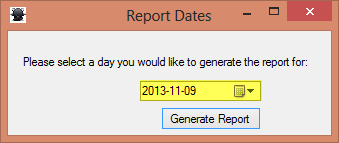 Report Dates
Please select a day you would like to generate the report for:
2013-11-09
Generate Report